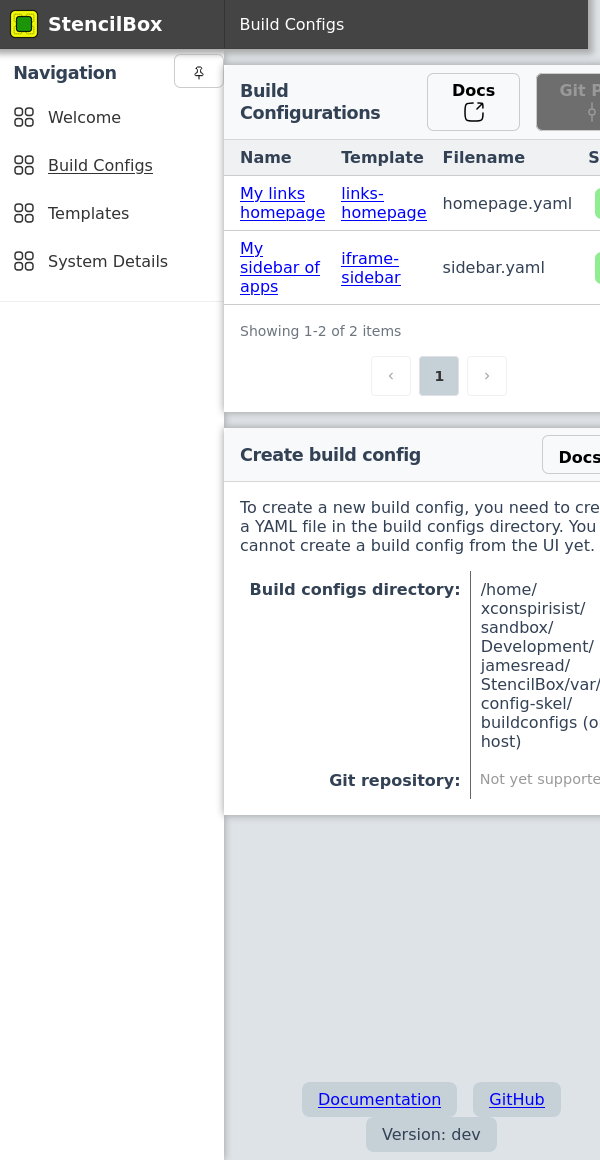 StencilBox
Build Configs
Navigation
Welcome
Build Configs
Templates
System Details
Build
Configurations
Docs
Git P
Name Template Filename S
My links
homepage
links-
homepage
homepage.yaml
My
sidebar of
apps
iframe-
sidebar
sidebar.yaml
Showing 1-2 of 2 items
‹ 1 ›
Create build config
Docs
To create a new build config, you need to cre
a YAML file in the build configs directory. You
cannot create a build config from the UI yet.
Build configs directory:
/home/
xconspirisist/
sandbox/
Development/
jamesread/
StencilBox/var/
config-skel/
buildconfigs (o
host)
Git repository:
Not yet supporte
Documentation
GitHub
Version: dev